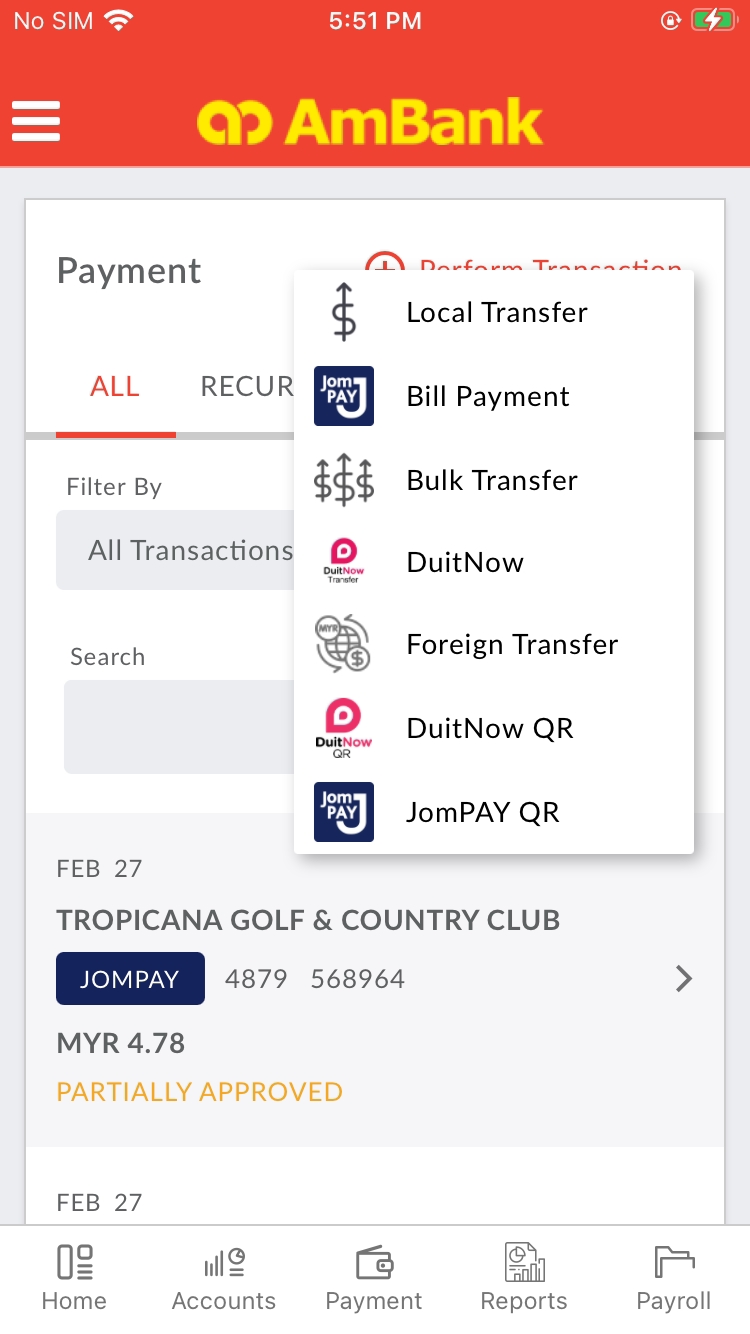 No SIM 5:51 PM
AmBank
Payment
Perform Transaction
ALL RECUR
Filter By
All Transactions
Search
Local Transfer
Jom PAY Bill Payment
Bulk Transfer
DuitNow Transfer DuitNow
MYR Foreign Transfer
DuitNow QR DuitNow QR
Jom PAY JomPAY QR
FEB 27
TROPICANA GOLF & COUNTRY CLUB
JOMPAY 4879 568964
MYR 4.78
PARTIALLY APPROVED
FEB 27
Home Accounts Payment Reports Payroll